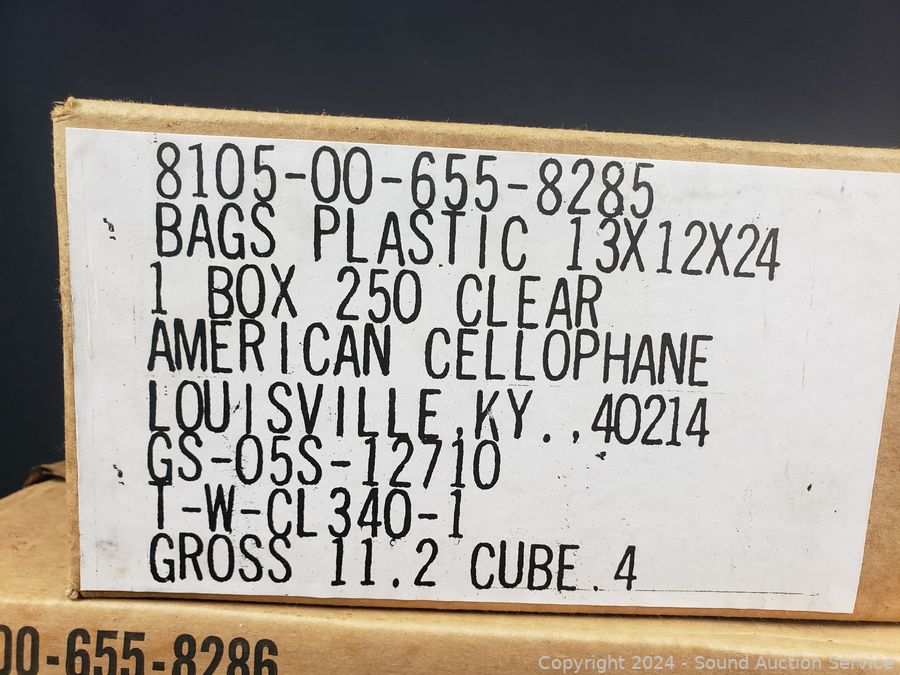 8105-00-655-8285
BAGS PLASTIC 13X12X24
1 BOX 250 CLEAR
AMERICAN CELLOPHANE
LOUISVILLE,KY.,40214
GS-05S-12710
T-W-CL340-1
GROSS 11.2 CUBE.4
00-655-8286
Copyright 2024 - Sound Auction Service